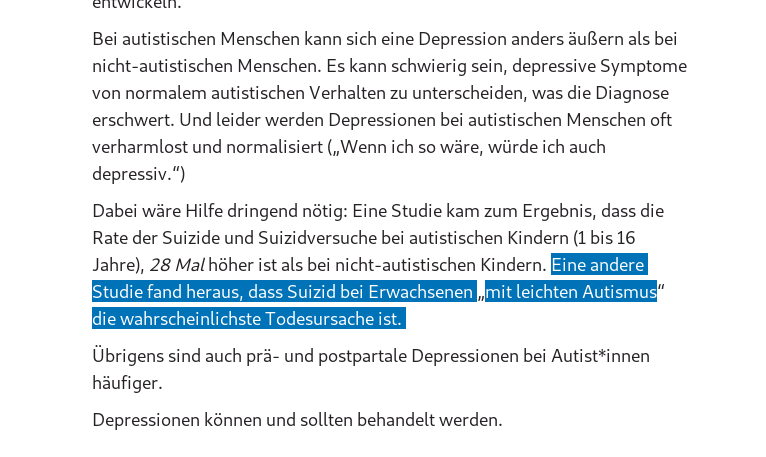 entwickeln.
Bei autistischen Menschen kann sich eine Depression anders äußern als bei
nicht-autistischen Menschen. Es kann schwierig sein, depressive Symptome
von normalem autistischen Verhalten zu unterscheiden, was die Diagnose
erschwert. Und leider werden Depressionen bei autistischen Menschen oft
verharmlost und normalisiert („Wenn ich so wäre, würde ich auch
depressiv.“)
Dabei wäre Hilfe dringend nötig: Eine Studie kam zum Ergebnis, dass die
Rate der Suizide und Suizidversuche bei autistischen Kindern (1 bis 16
Jahre), 28 Mal höher ist als bei nicht-autistischen Kindern. Eine andere
Studie fand heraus, dass Suizid bei Erwachsenen „mit leichten Autismus“
die wahrscheinlichste Todesursache ist.
Übrigens sind auch prä- und postpartale Depressionen bei Autist*innen
häufiger.
Depressionen können und sollten behandelt werden.